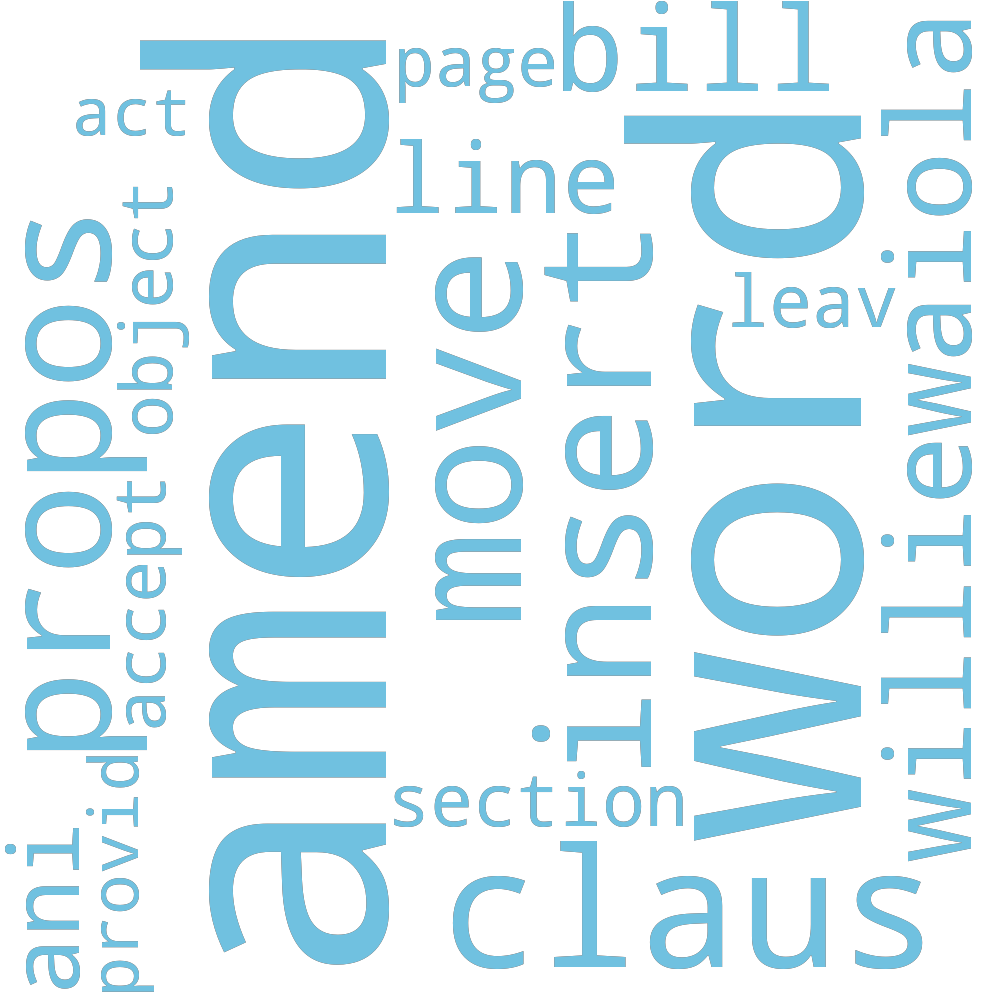 amend
word
propos
claus
bill
insert
move
line
page
act
object
accept
provid
ani
section
leav
williewaiola